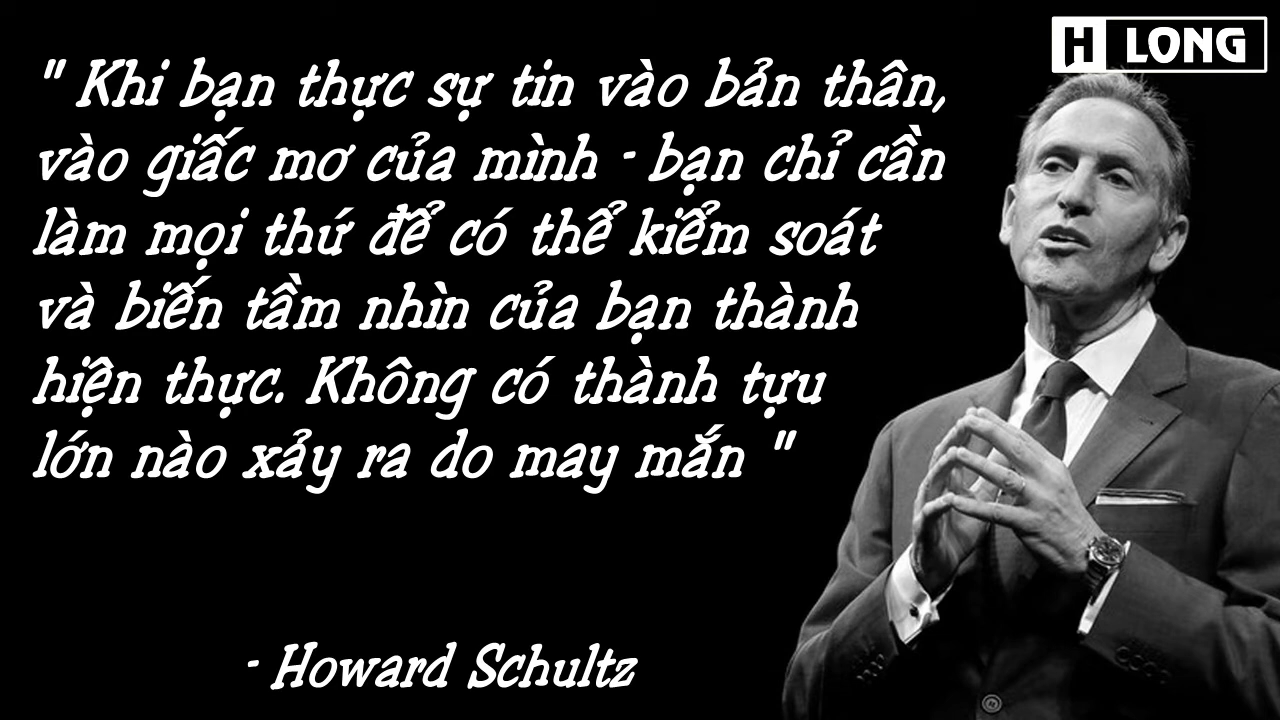 H LONG
" Khi bạn thực sự tin vào bản thân,
vào giấc mơ của mình - bạn chỉ cần
làm mọi thứ để có thể kiểm soát
và biến tầm nhìn của bạn thành
hiện thực. Không có thành tựu
lớn nào xảy ra do may mắn "
- Howard Schultz